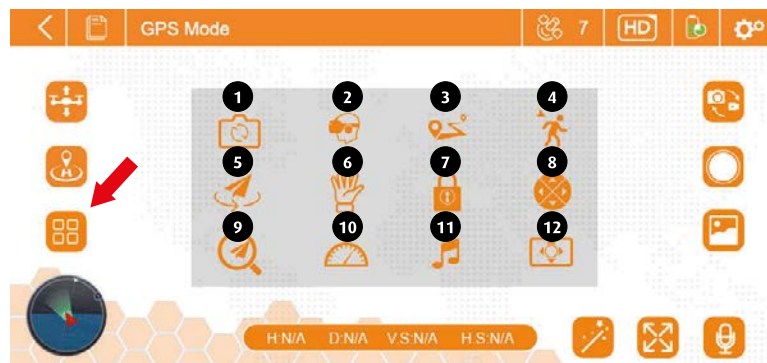 GPS Mode 7 HD
1 2 3 4
5 6 7 8
9 10 11 12
H
H:N/A D:N/A V.S:N/A H.S:N/A